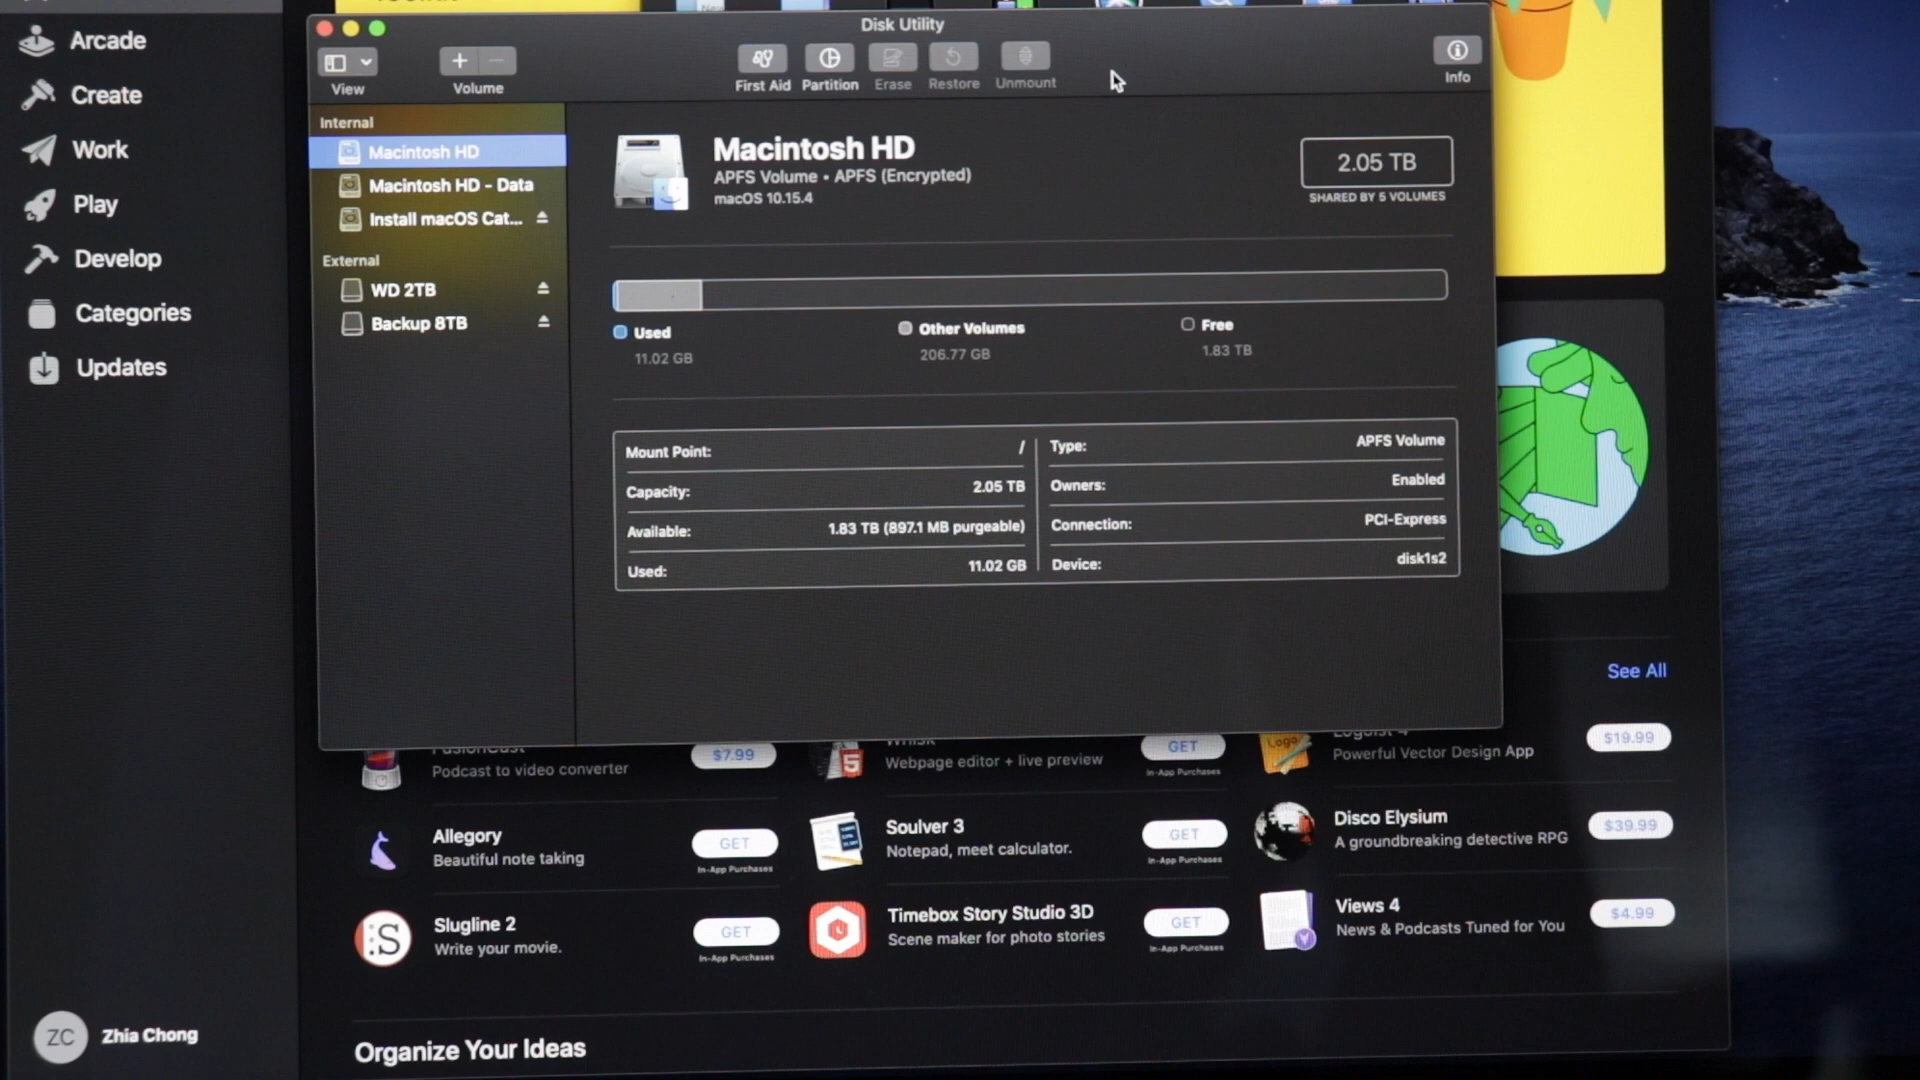 Arcade
Create
Work
Play
Develop
Categories
Updates
ZC
Zhia Chong
Disk Utility
View
Volume
First Aid
Partition
Erase
Restore
Unmount
Info
Internal
Macintosh HD
Macintosh HD - Data
Install macOS Cat...
External
WD 2TB
Backup 8TB
Macintosh HD
APFS Volume • APFS (Encrypted)
macOS 10.15.4
2.05 TB
SHARED BY 5 VOLUMES
Used
11.02 GB
Other Volumes
206.77 GB
Free
1.83 TB
Mount Point: /
Capacity: 2.05 TB
Available: 1.83 TB (897.1 MB purgeable)
Used: 11.02 GB
Type: APFS Volume
Owners: Enabled
Connection: PCI-Express
Device: disk1s2
See All
Podcast to video converter
$7.99
Webpage editor + live preview
GET
In-App Purchases
Logo
Powerful Vector Design App
$19.99
Allegory
Beautiful note taking
GET
In-App Purchases
Soulver 3
Notepad, meet calculator.
GET
In-App Purchases
Disco Elysium
A groundbreaking detective RPG
$39.99
:S
Slugline 2
Write your movie.
GET
In-App Purchases
Timebox Story Studio 3D
Scene maker for photo stories
GET
In-App Purchases
Views 4
News & Podcasts Tuned for You
$4.99
Organize Your Ideas